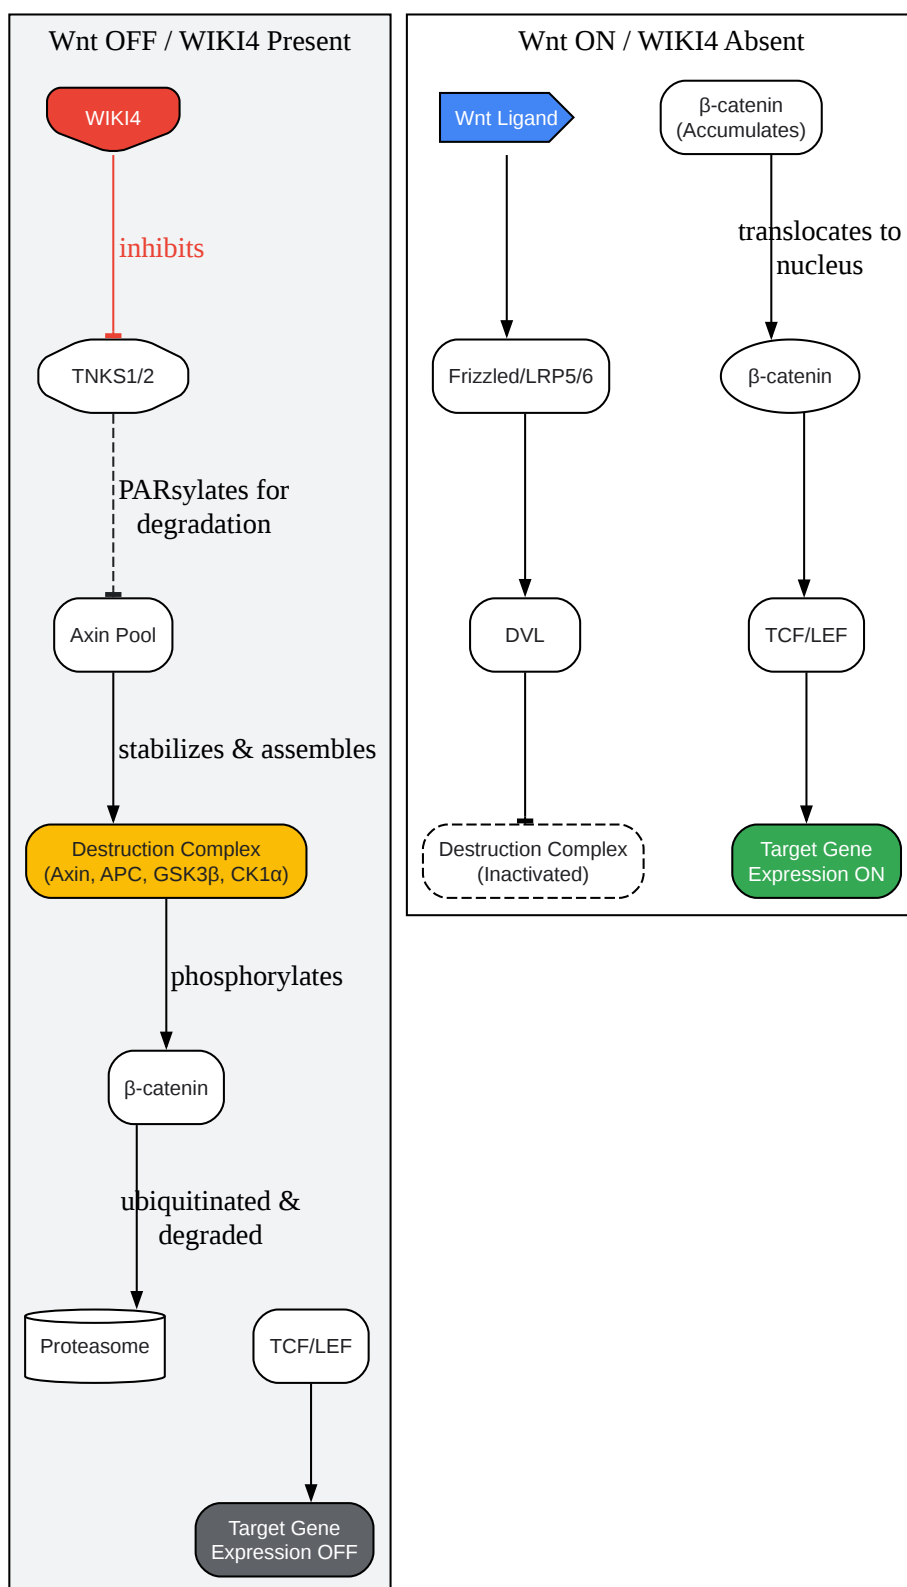 Wnt OFF / WIKI4 Present
WIKI4
inhibits
TNKS1/2
PARsylates for
degradation
Axin Pool
stabilizes & assembles
Destruction Complex
(Axin, APC, GSK3β, CK1α)
phosphorylates
β-catenin
ubiquitinated &
degraded
Proteasome
TCF/LEF
Target Gene
Expression OFF
Wnt ON / WIKI4 Absent
Wnt Ligand
Frizzled/LRP5/6
DVL
Destruction Complex
(Inactivated)
β-catenin
(Accumulates)
translocates to
nucleus
β-catenin
TCF/LEF
Target Gene
Expression ON